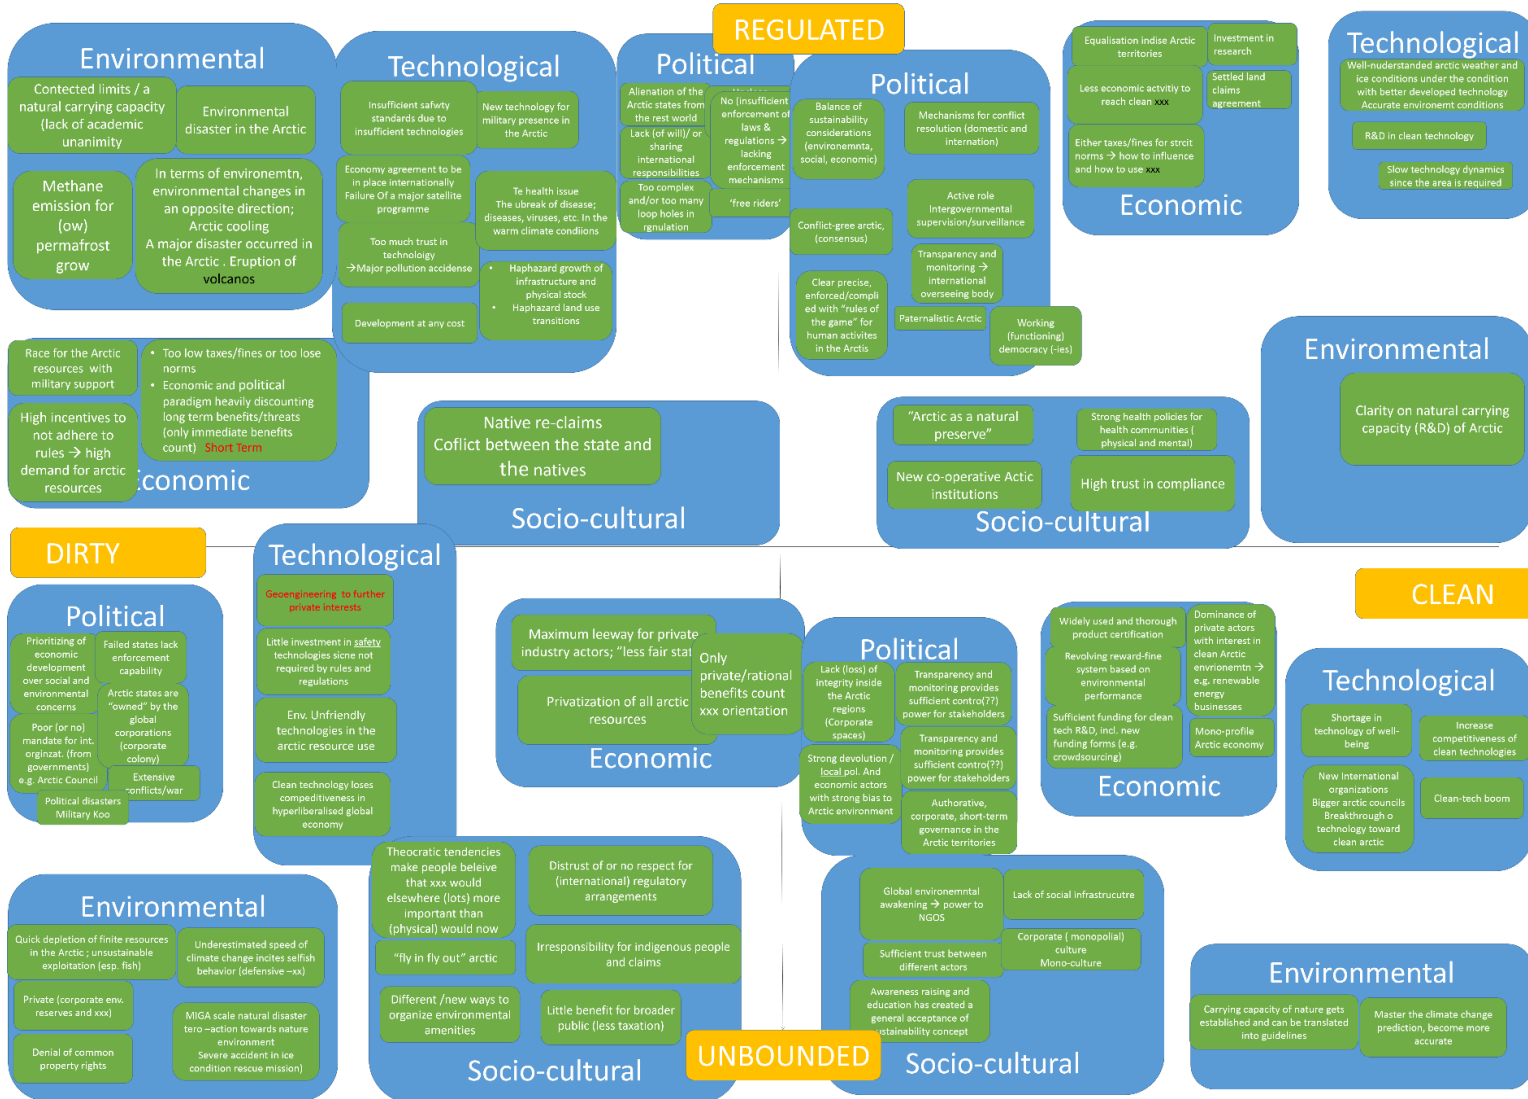 REGULATED
Environmental
Contected limits / a
natural carrying capacity
(lack of academic
unanimity
Environmental
disaster in the Arctic
Methane
emission for
(ow)
permafrost
grow
In terms of environemtn,
environmental changes in
an opposite direction;
Arctic cooling
A major disaster occurred in
the Arctic . Eruption of
volcanos
Technological
Insufficient safwty
standards due to
insufficient technologies
New technology for
military presence in
the Arctic
Economy agreement to be
in place internationally
Failure Of a major satellite
programme
Te health issue
The ubreak of disease;
diseases, viruses, etc. In the
warm climate condiions
Too much trust in
technoloigy
→Major pollution accidense
• Haphazard growth of
infrastructure and
physical stock
• Haphazard land use
transitions
Development at any cost
Political
Alienation of the
Arctic states from
the rest world
Lack (of will)/ or
sharing
international
responsibilities
Too complex
and/or too many
loop holes in
rgnulation
No (insufficient)
enforcement of
laws &
regulations →
lacking
enforcement
mechanisms
'free riders'
Political
Balance of
sustainability
considerations
(environemnta,
social, economic)
Mechanisms for conflict
resolution (domestic and
internation)
Active role
Intergovernmental
supervision/surveillance
Conflict-gree arctic,
(consensus)
Transparency and
monitoring →
international
overseeing body
Clear precise,
enforced/compli
ed with "rules of
the game" for
human activites
in the Arctis
Paternalistic Arctic
Working
(functioning)
democracy (-ies)
Equalisation indise Arctic
territories
Investment in
research
Less economic actvitiy to
reach clean xxx
Settled land
claims
agreement
Either taxes/fines for strcit
norms → how to influence
and how to use xxx
Economic
Technological
Well-nuderstanded arctic weather and
ice conditions under the condition
with better developed technology
Accurate environemt conditions
R&D in clean technology
Slow technology dynamics
since the area is required
Race for the Arctic
resources with
military support
• Too low taxes/fines or too lose
norms
• Economic and political
paradigm heavily discounting
long term benefits/threats
(only immediate benefits
count) Short Term
High incentives to
not adhere to
rules → high
demand for arctic
resources
Economic
Native re-claims
Coflict between the state and
the natives
Socio-cultural
"Arctic as a natural
preserve"
Strong health policies for
health communities (
physical and mental)
New co-operative Actic
institutions
High trust in compliance
Socio-cultural
Environmental
Clarity on natural carrying
capacity (R&D) of Arctic
DIRTY
CLEAN
Political
Prioritizing of
economic
development
over social and
environmental
concerns
Failed states lack
enforcement
capability
Arctic states are
"owned" by the
global
corporations
(corporate
colony)
Poor (or no)
mandate for int.
orginzat. (from
governments)
e.g. Arctic Council
Extensive
conflicts/war
Political disasters
Military Koo
Technological
Geoengineering to further
private interests
Little investment in safety
technologies sicne not
required by rules and
regulations
Env. Unfriendly
technologies in the
arctic resource use
Clean technology loses
compeditiveness in
hyperliberalised global
economy
Maximum leeway for private
industry actors; "less fair stat
Only
private/rational
benefits count
xxx orientation
Privatization of all arctic
resources
Economic
Political
Lack (loss) of
integrity inside
the Arctic
regions
(Corporate
spaces)
Transparency and
monitoring provides
sufficient contro(??)
power for stakeholders
Transparency and
monitoring provides
sufficient contro(??)
power for stakeholders
Strong devolution /
local pol. And
economic actors
with strong bias to
Arctic environment
Authorative,
corporate, short-term
governance in the
Arctic territories
Widely used and thorough
product certification
Dominance of
private actors
with interest in
clean Arctic
envrionemtn →
e.g. renewable
energy
businesses
Revolving reward-fine
system based on
environmental
performance
Sufficient funding for clean
tech R&D, incl. new
funding forms (e.g.
crowdsourcing)
Mono-profile
Arctic economy
Economic
Technological
Shortage in
technology of well-
being
Increase
competitiveness of
clean technologies
New International
organizations
Bigger arctic councils
Breakthrough o
technology toward
clean arctic
Clean-tech boom
Environmental
Quick depletion of finite resources
in the Arctic ; unsustainable
exploitation (esp. fish)
Underestimated speed of
climate change incites selfish
behavior (defensive –xx)
Private (corporate env.
reserves and xxx)
MIGA scale natural disaster
tero –action towards nature
environment
Severe accident in ice
condition rescue mission)
Denial of common
property rights
Theocratic tendencies
make people beleive
that xxx would
elsewhere (lots) more
important than
(physical) would now
Distrust of or no respect for
(international) regulatory
arrangements
"fly in fly out" arctic
Irresponsibility for indigenous people
and claims
Different /new ways to
organize environmental
amenities
Little benefit for broader
public (less taxation)
Socio-cultural
UNBOUNDED
Global environemntal
awakening → power to
NGOS
Lack of social infrastrucutre
Sufficient trust between
different actors
Corporate ( monopolial)
culture
Mono-culture
Awareness raising and
education has created a
general acceptance of
sustainability concept
Socio-cultural
Environmental
Carrying capacity of nature gets
established and can be translated
into guidelines
Master the climate change
prediction, become more
accurate